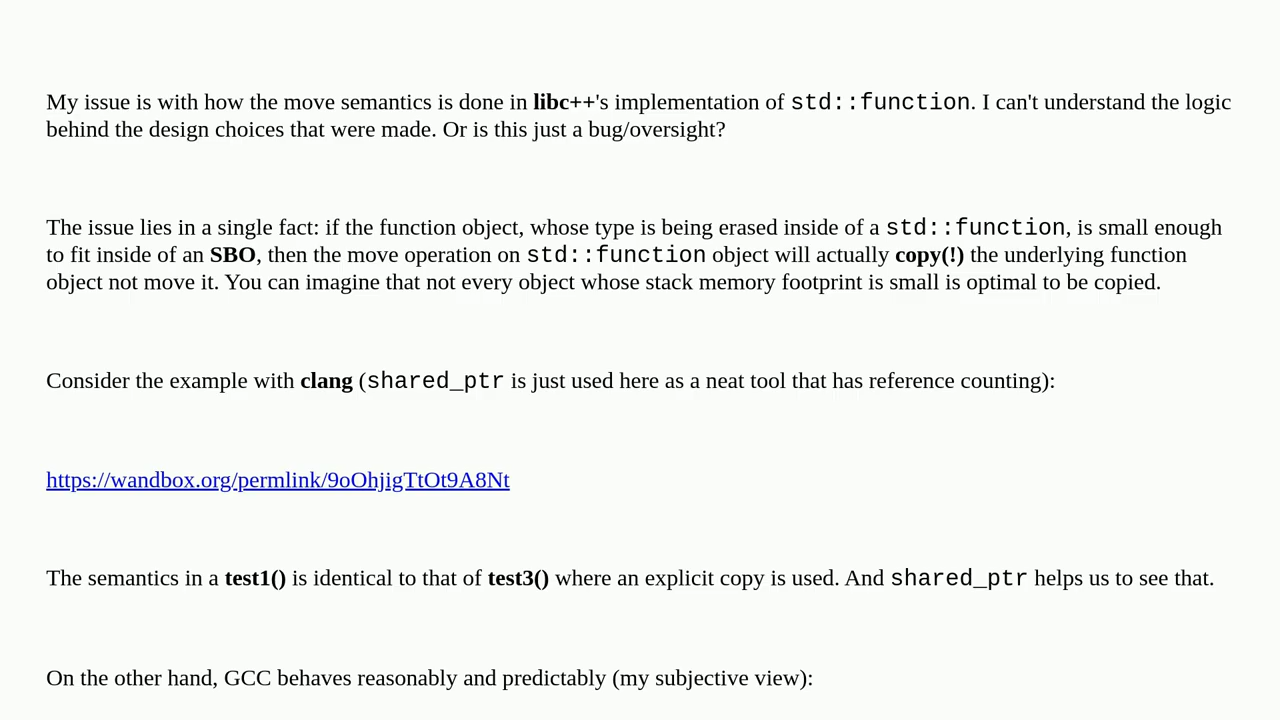 My issue is with how the move semantics is done in libc++'s implementation of std::function. I can't understand the logic
behind the design choices that were made. Or is this just a bug/oversight?
The issue lies in a single fact: if the function object, whose type is being erased inside of a std::function, is small enough
to fit inside of an SBO, then the move operation on std::function object will actually copy(!) the underlying function
object not move it. You can imagine that not every object whose stack memory footprint is small is optimal to be copied.
Consider the example with clang (shared_ptr is just used here as a neat tool that has reference counting):
https://wandbox.org/permlink/9oOhjigTtOt9A8Nt
The semantics in a test1() is identical to that of test3() where an explicit copy is used. And shared_ptr helps us to see that.
On the other hand, GCC behaves reasonably and predictably (my subjective view):